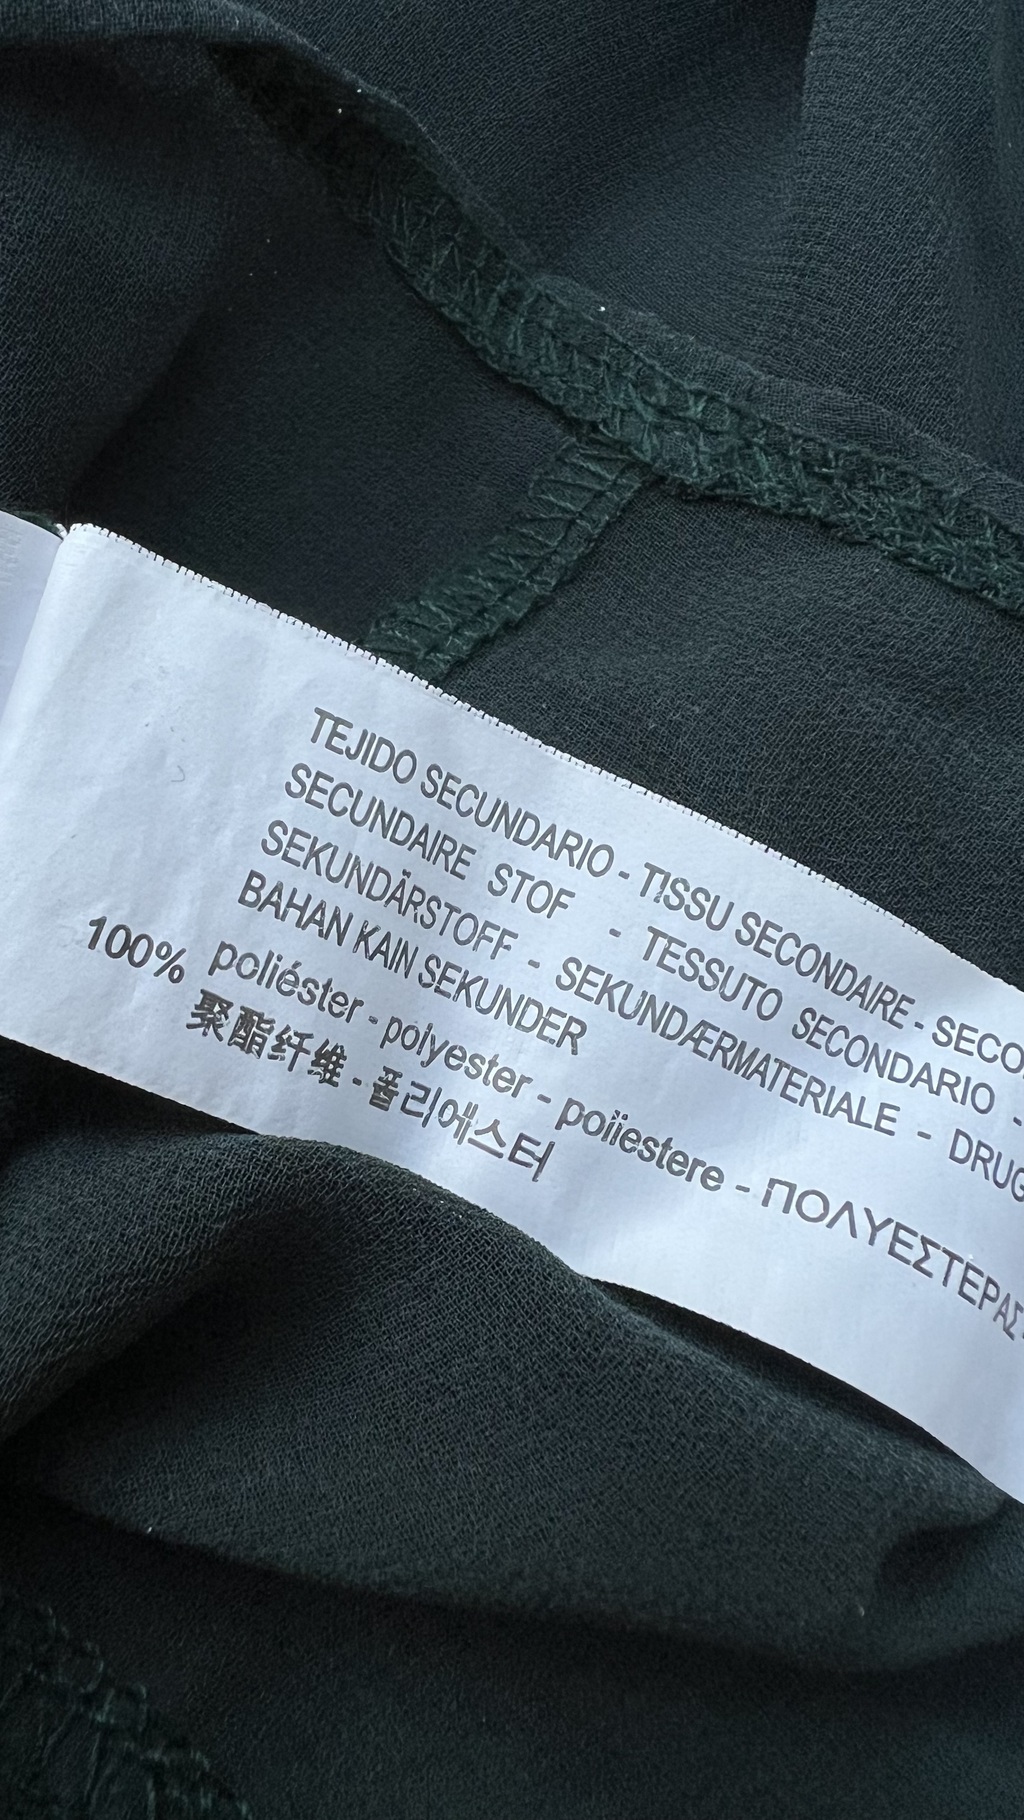 TEJIDO SECUNDARIO - TISSU SECONDAIRE - SECO
SECUNDAIRE STOF - TESSUTO SECONDARIO -
SEKUNDÄRSTOFF - SEKUNDÆRMATERIALE - DRUG
BAHAN KAIN SEKUNDER
100% poliéster - polyester - poliestere - ΠΟΛΥΕΣΤΕΡΑΣ -
聚酯纤维 - 폴리에스터